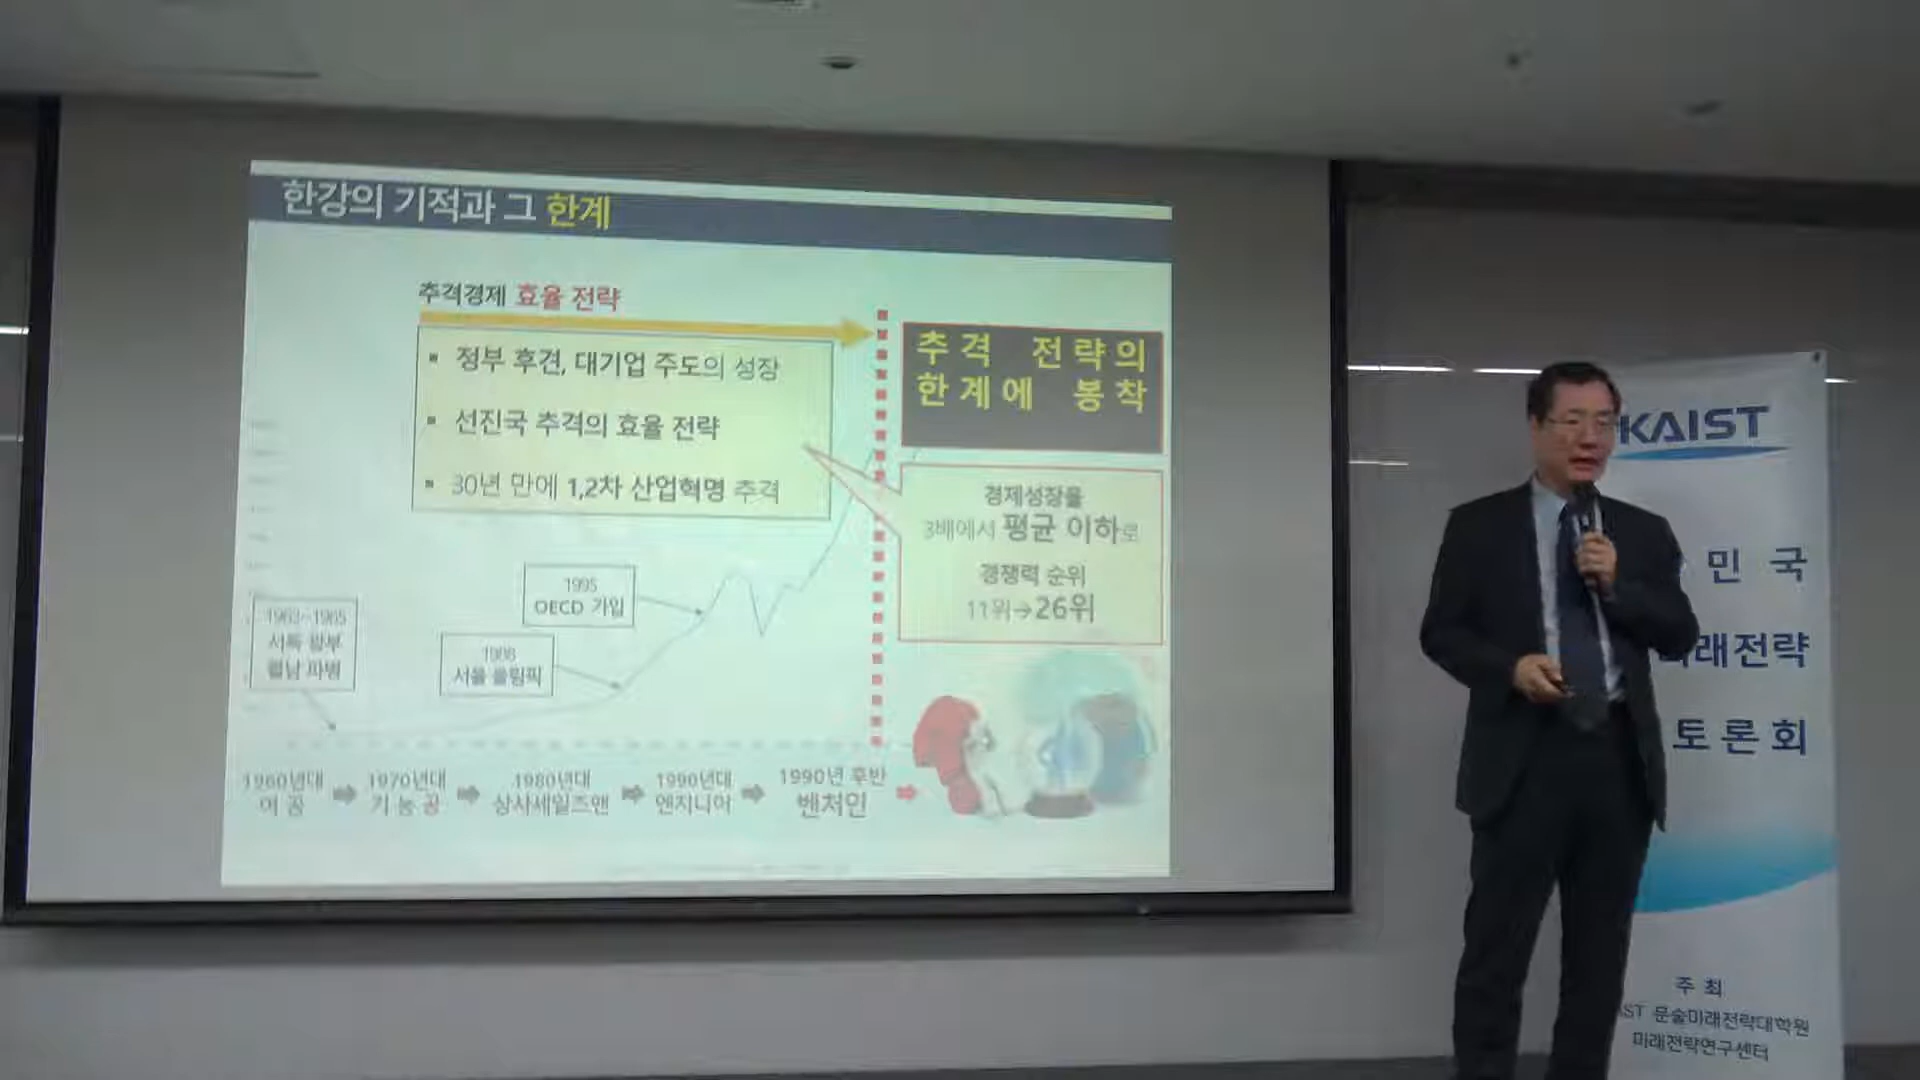 한강의 기적과 그 한계
추격경제 효율 전략
▪ 정부 후견, 대기업 주도의 성장
▪ 선진국 추격의 효율 전략
▪ 30년 만에 1,2차 산업혁명 추격
추격 전략의
한계에 봉착
경제성장률
3배에서 평균 이하로
경쟁력 순위
11위→26위
1995
OECD 가입
1963~1965
서독 광부
월남 파병
서울 올림픽
1960년대
여공
1970년대
기능공
1980년대
상사세일즈맨
1990년대
엔지니어
1990년 후반
벤처인
KAIST
민국
미래전략
토론회
주최
문술미래전략대학원
미래전략연구센터